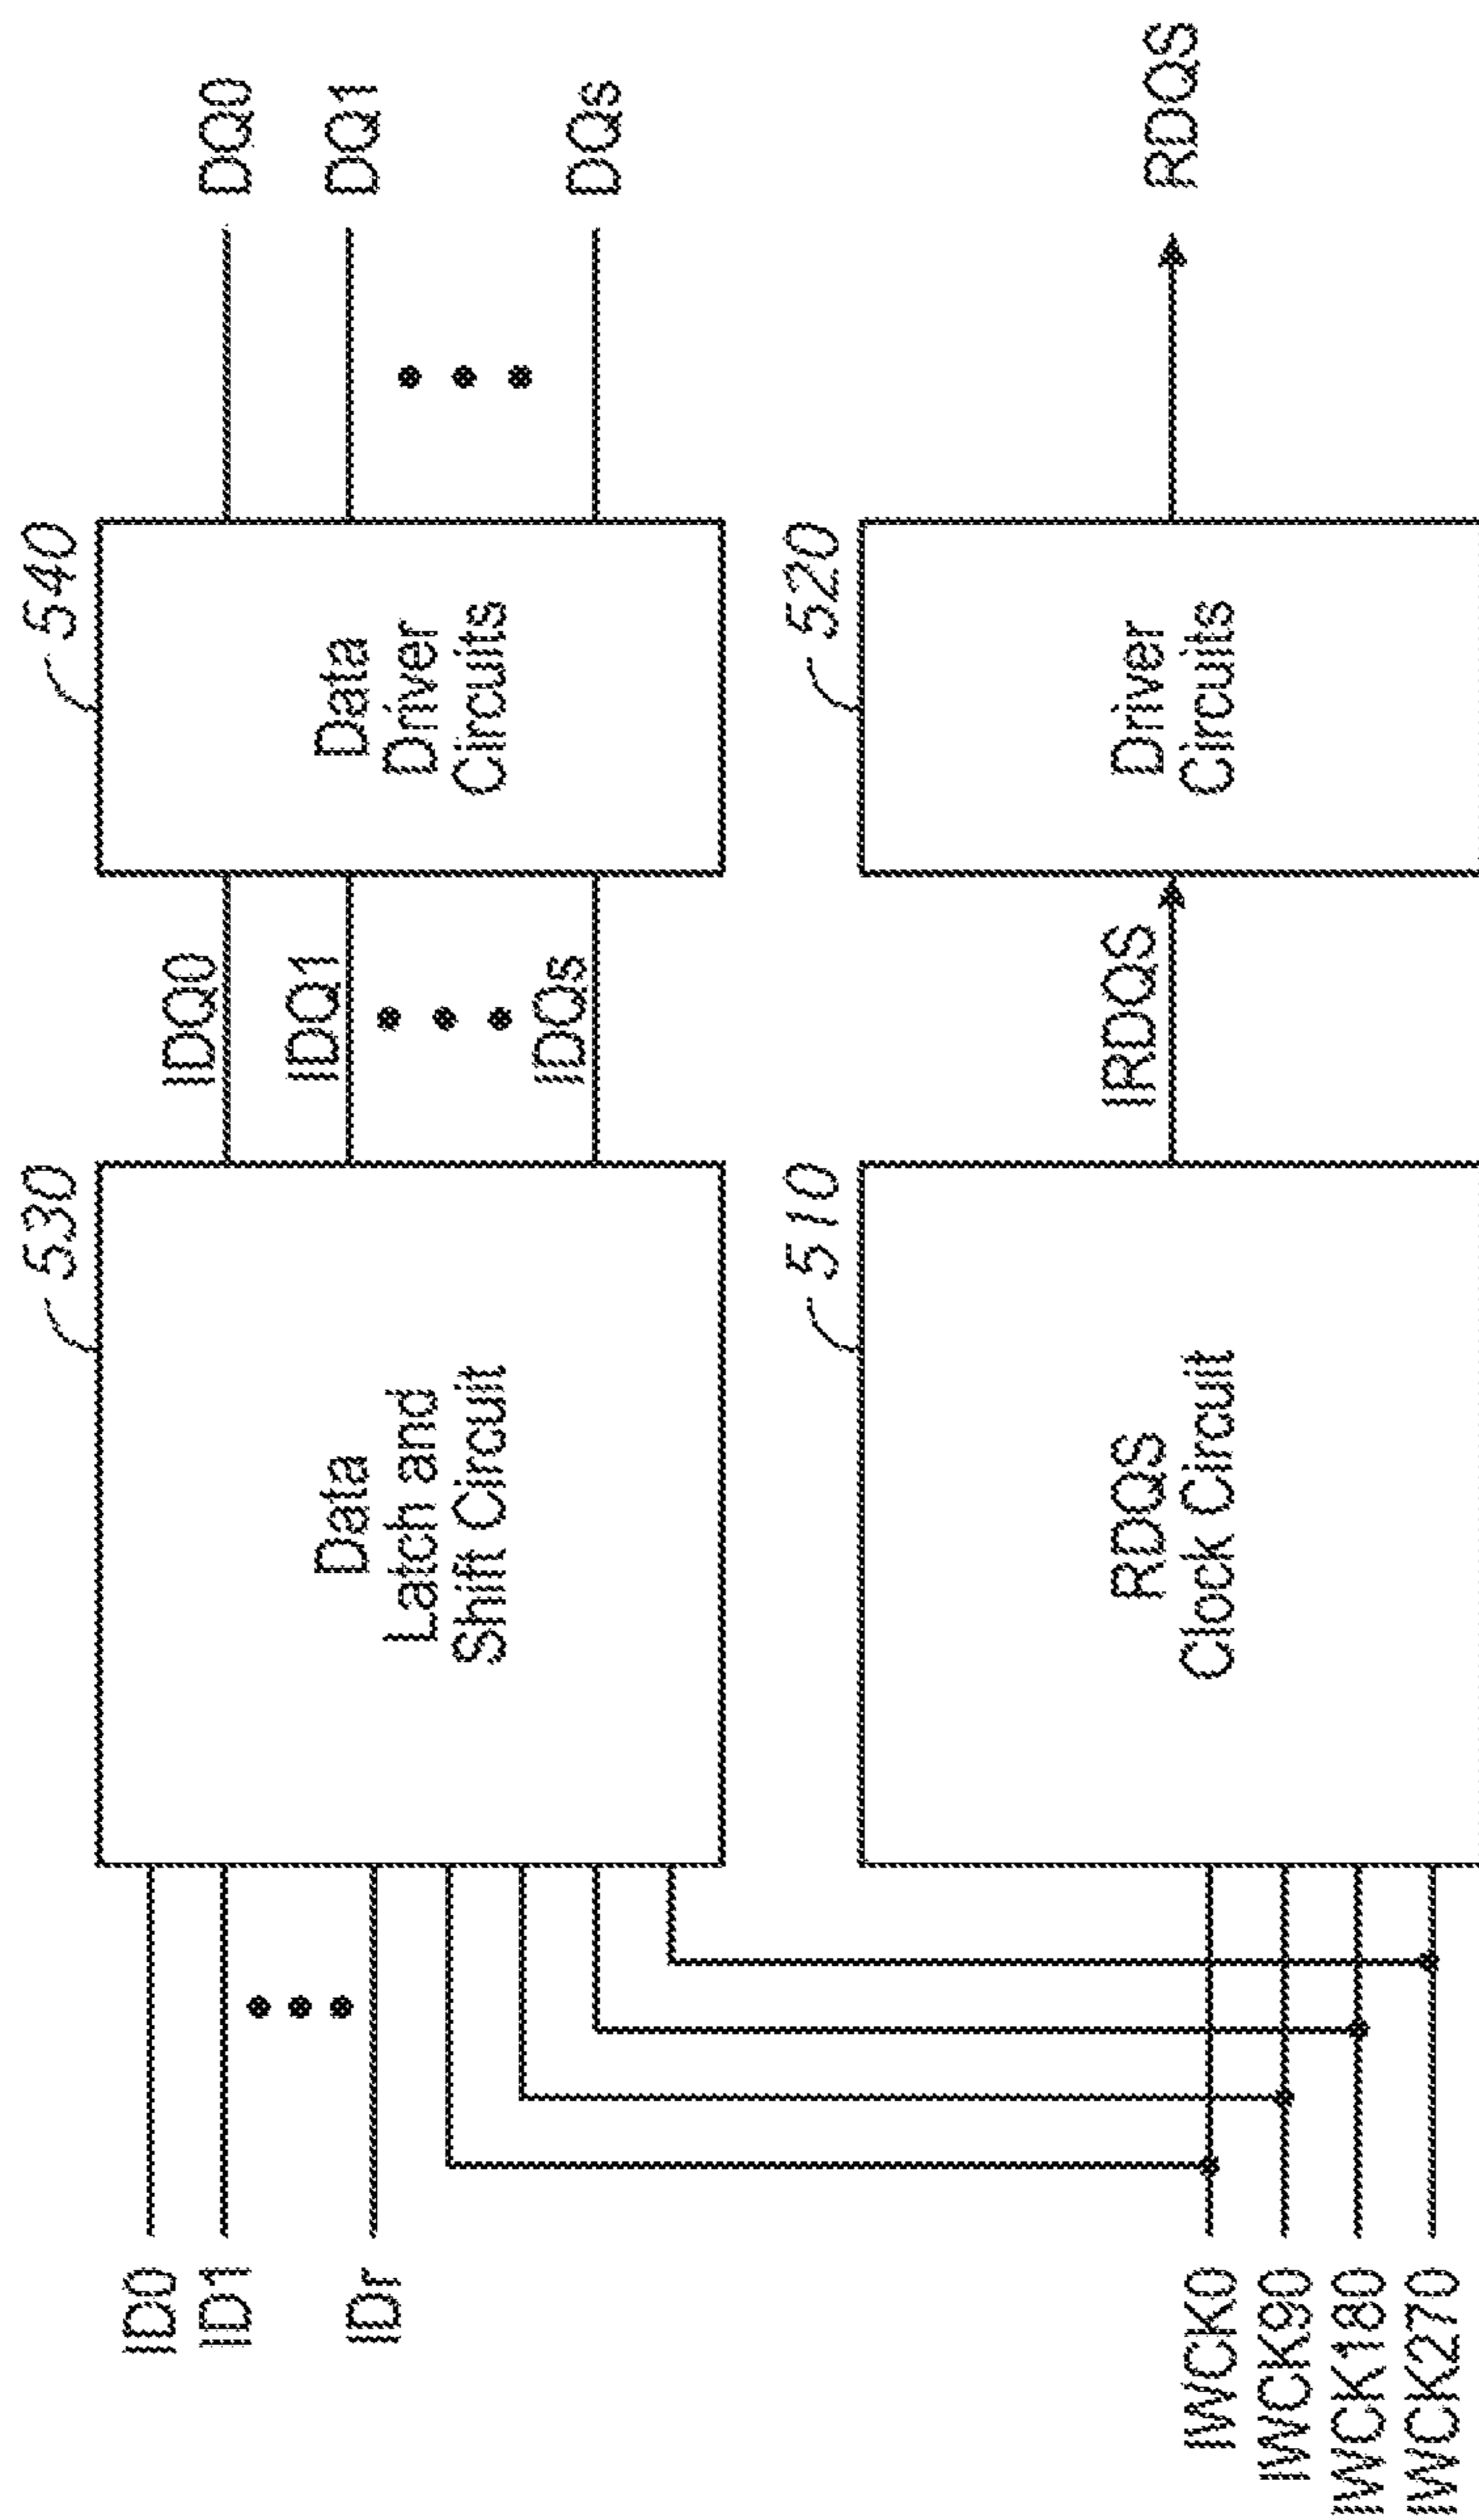 ID0
ID1
IDr
530
Data
Latch and
Shift Circuit
IDQ0
IDQ1
IDQs
540
Data
Driver
Circuits
DQ0
DQ1
DQs
IWCK0
IWCK90
IWCK180
IWCK270
510
RDQS
Clock Circuit
IRDQS
520
Driver
Circuits
RDQS